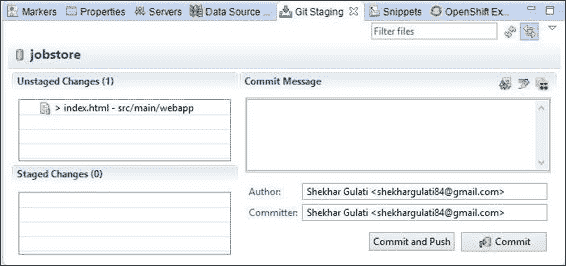 Markers Properties Servers Data Source ... Git Staging Snippets OpenShift Ex...
Filter files
jobstore
Unstaged Changes (1)
> index.html - src/main/webapp
Staged Changes (0)
Commit Message
Author: Shekhar Gulati <shekhargulati84@gmail.com>
Committer: Shekhar Gulati <shekhargulati84@gmail.com>
Commit and Push Commit